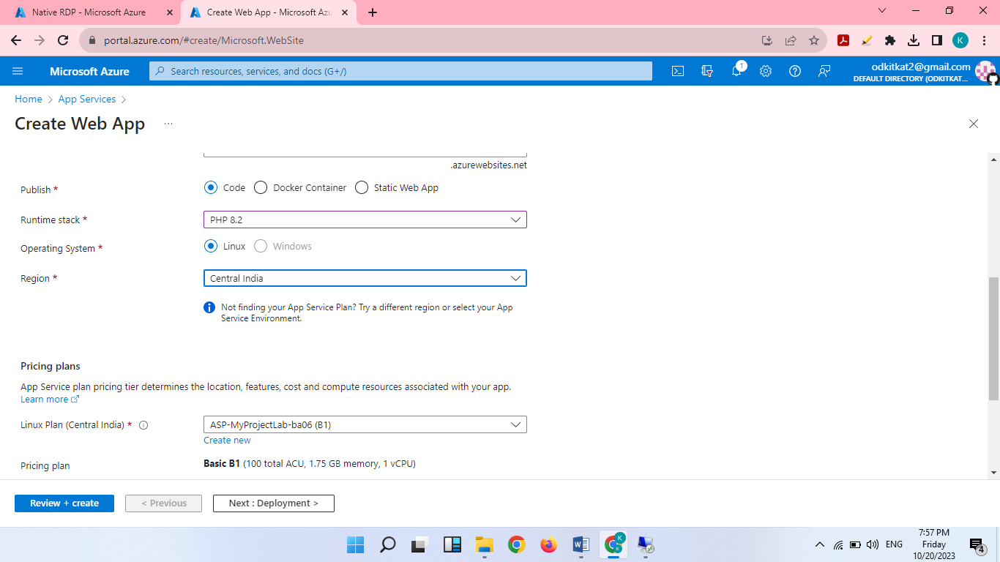 Native RDP - Microsoft Azure
Create Web App - Microsoft Azu
portal.azure.com/#create/Microsoft.WebSite
K
Microsoft Azure
Search resources, services, and docs (G+/)
1
odkitkat2@gmail.com
DEFAULT DIRECTORY (ODKITKAT...
Home > App Services >
Create Web App ...
.azurewebsites.net
Publish *
Code
Docker Container
Static Web App
Runtime stack *
PHP 8.2
Operating System *
Linux
Windows
Region *
Central India
Not finding your App Service Plan? Try a different region or select your App
Service Environment.
Pricing plans
App Service plan pricing tier determines the location, features, cost and compute resources associated with your app.
Learn more
Linux Plan (Central India) *
ASP-MyProjectLab-ba06 (B1)
Create new
Pricing plan
Basic B1 (100 total ACU, 1.75 GB memory, 1 vCPU)
Review + create
< Previous
Next : Deployment >
K
ENG
7:57 PM
Friday
10/20/2023
4